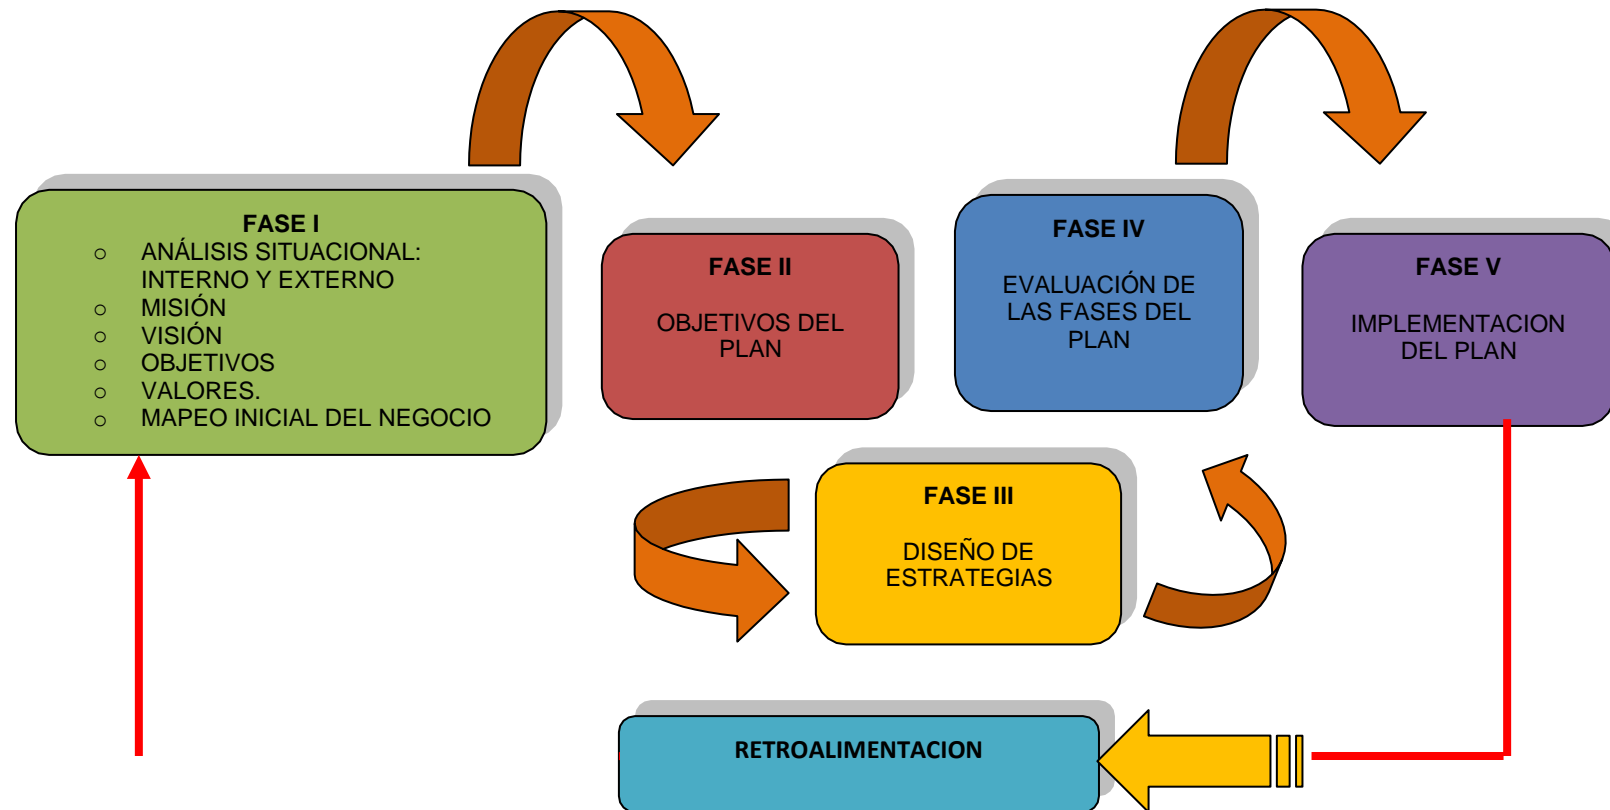 FASE I
○ ANÁLISIS SITUACIONAL:
INTERNO Y EXTERNO
○ MISIÓN
○ VISIÓN
○ OBJETIVOS
○ VALORES.
○ MAPEO INICIAL DEL NEGOCIO
FASE II
OBJETIVOS DEL
PLAN
FASE III
DISEÑO DE
ESTRATEGIAS
FASE IV
EVALUACIÓN DE
LAS FASES DEL
PLAN
FASE V
IMPLEMENTACION
DEL PLAN
RETROALIMENTACION